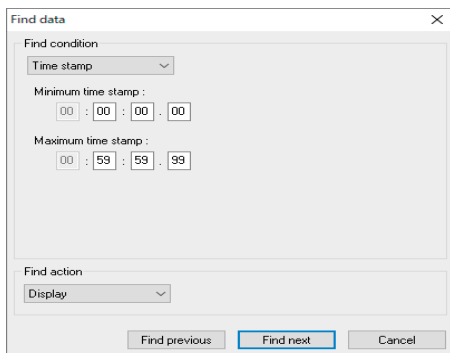 Find data
Find condition
Time stamp
Minimum time stamp :
00 : 00 : 00 . 00
Maximum time stamp :
00 : 59 : 59 . 99
Find action
Display
Find previous Find next Cancel